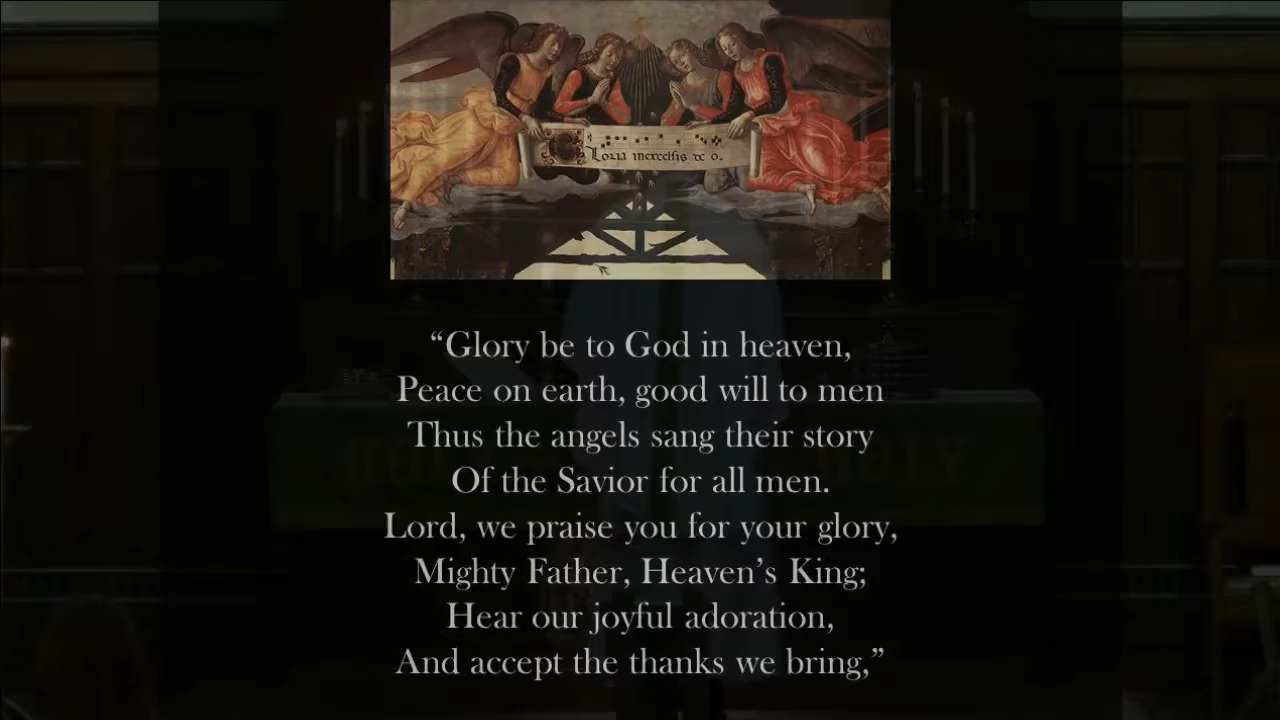 “Glory be to God in heaven,
Peace on earth, good will to men
Thus the angels sang their story
Of the Savior for all men.
Lord, we praise you for your glory,
Mighty Father, Heaven’s King;
Hear our joyful adoration,
And accept the thanks we bring,”